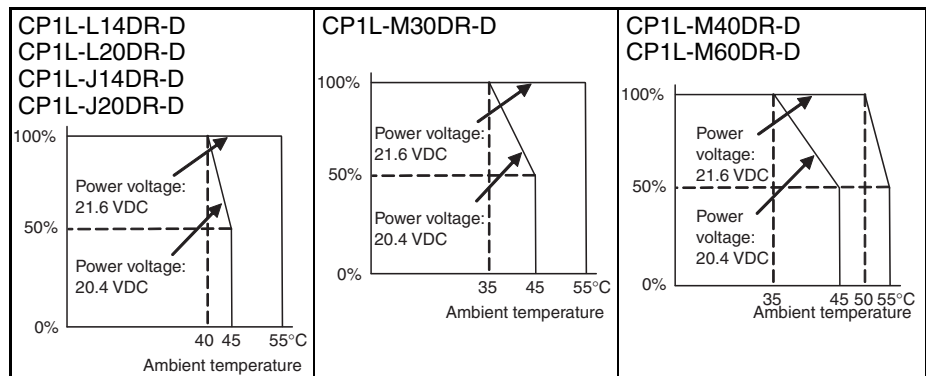 CP1L-L14DR-D
CP1L-L20DR-D
CP1L-J14DR-D
CP1L-J20DR-D
100%
Power voltage:
21.6 VDC
50%
Power voltage:
20.4 VDC
0%
40 45 55°C
Ambient temperature
CP1L-M30DR-D
100%
Power voltage:
21.6 VDC
50%
Power voltage:
20.4 VDC
0%
35 45 55°C
Ambient temperature
CP1L-M40DR-D
CP1L-M60DR-D
100%
Power
voltage:
21.6 VDC
50%
Power
voltage:
20.4 VDC
0%
35 45 50 55°C
Ambient temperature